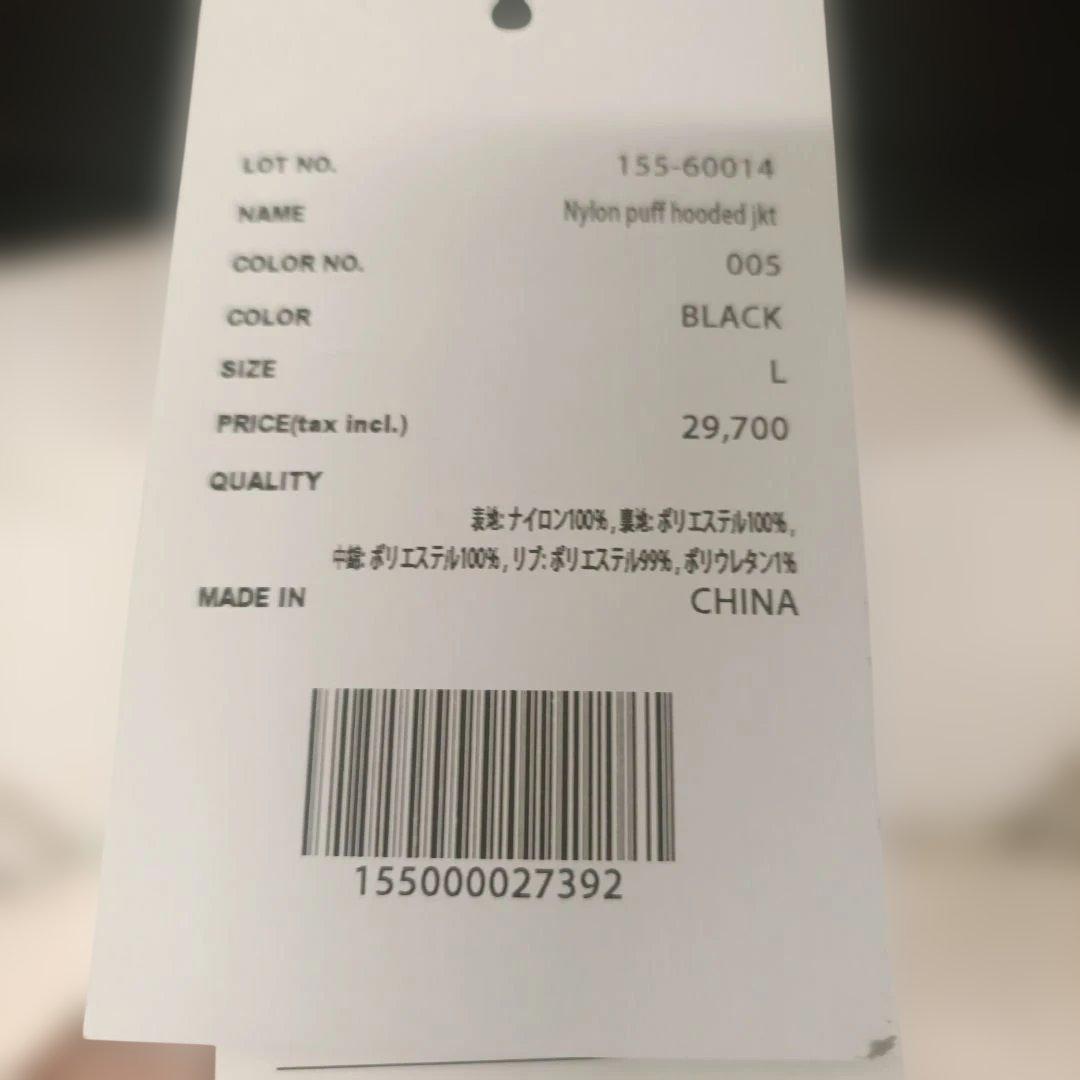 LOT NO. 155-60014
NAME Nylon puff hooded jkt
COLOR NO. 005
COLOR BLACK
SIZE L
PRICE(tax incl.) 29,700
QUALITY
表地:ナイロン100%,裏地:ポリエステル100%,
中綿:ポリエステル100%,リブ:ポリエステル99%,ポリウレタン1%
MADE IN CHINA
155000027392